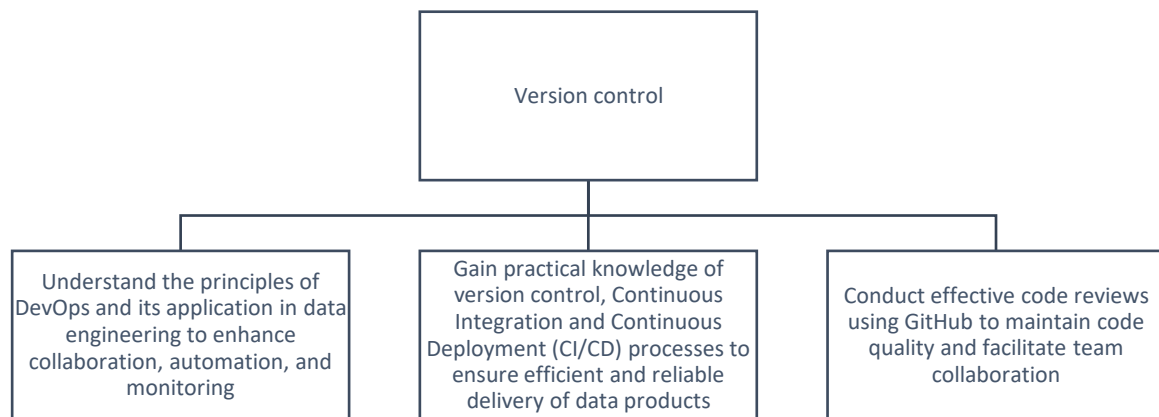 Version control
Understand the principles of
DevOps and its application in data
engineering to enhance
collaboration, automation, and
monitoring
Gain practical knowledge of
version control, Continuous
Integration and Continuous
Deployment (CI/CD) processes to
ensure efficient and reliable
delivery of data products
Conduct effective code reviews
using GitHub to maintain code
quality and facilitate team
collaboration